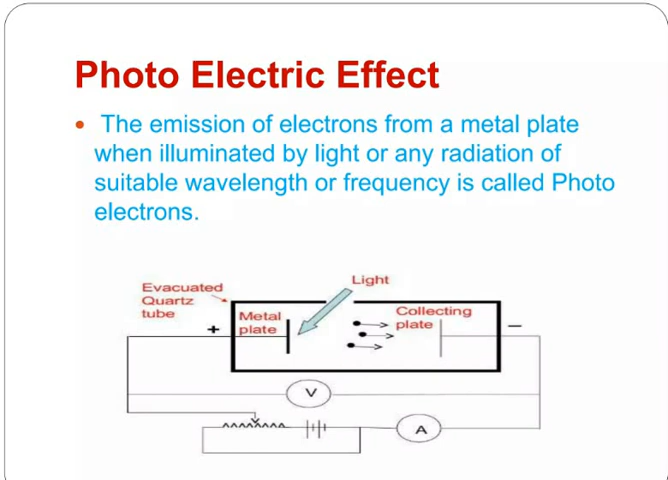 Photo Electric Effect
• The emission of electrons from a metal plate
when illuminated by light or any radiation of
suitable wavelength or frequency is called Photo
electrons.
Evacuated
Quartz
tube
Light
Metal
plate
Collecting
plate
+
−
V
A